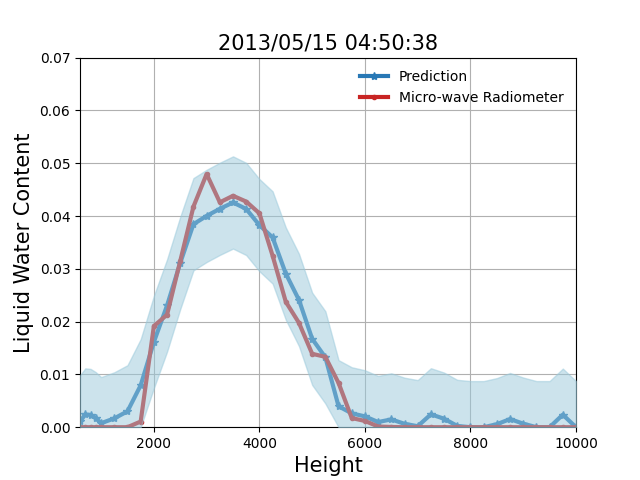 2013/05/15 04:50:38
0.07
0.06
0.05
0.04
0.03
0.02
0.01
0.00
Liquid Water Content
Prediction
Micro-wave Radiometer
2000 4000 6000 8000 10000
Height